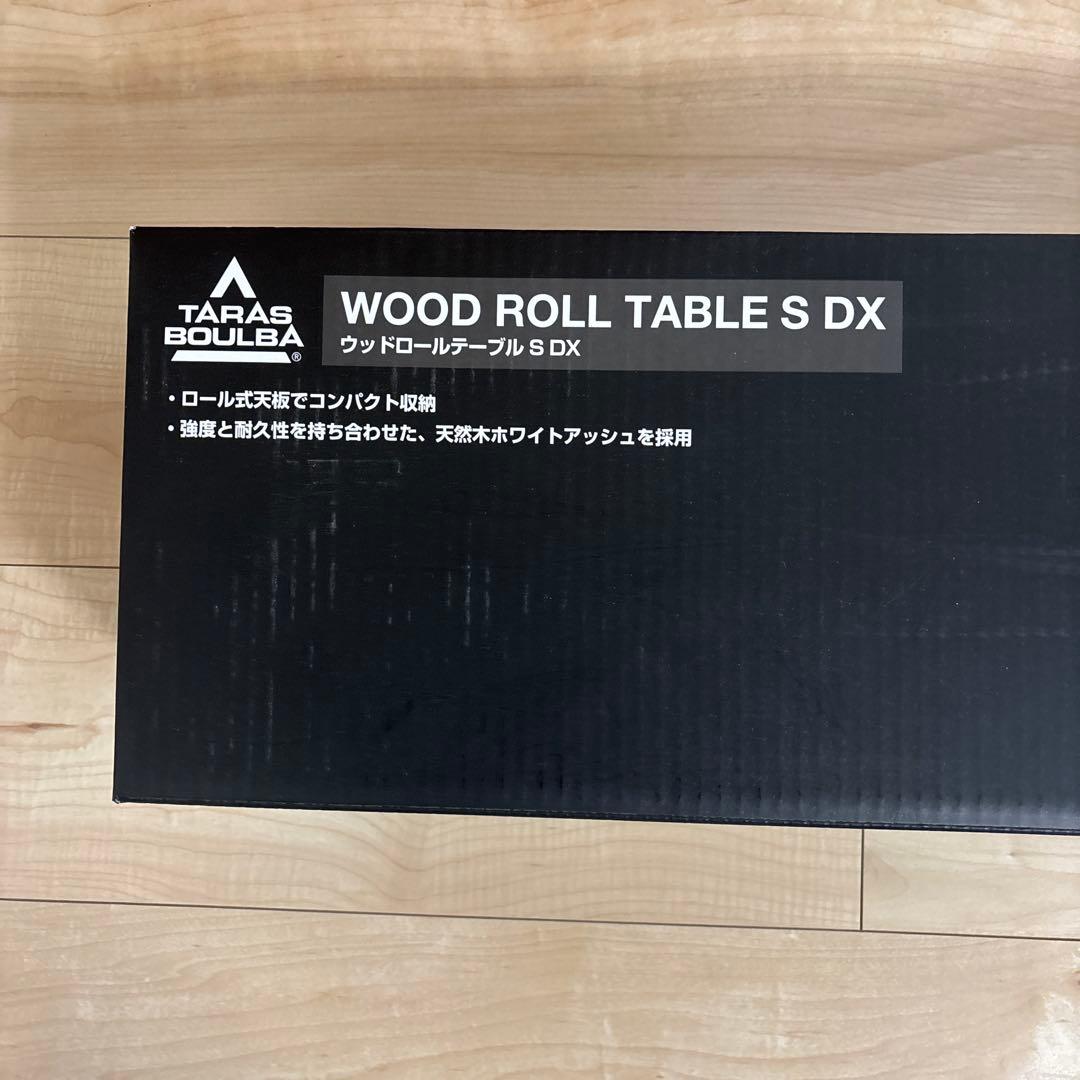 TARAS
BOULBA
®
WOOD ROLL TABLE S DX
ウッドロールテーブル S DX
・ロール式天板でコンパクト収納
・強度と耐久性を持ち合わせた、天然木ホワイトアッシュを採用